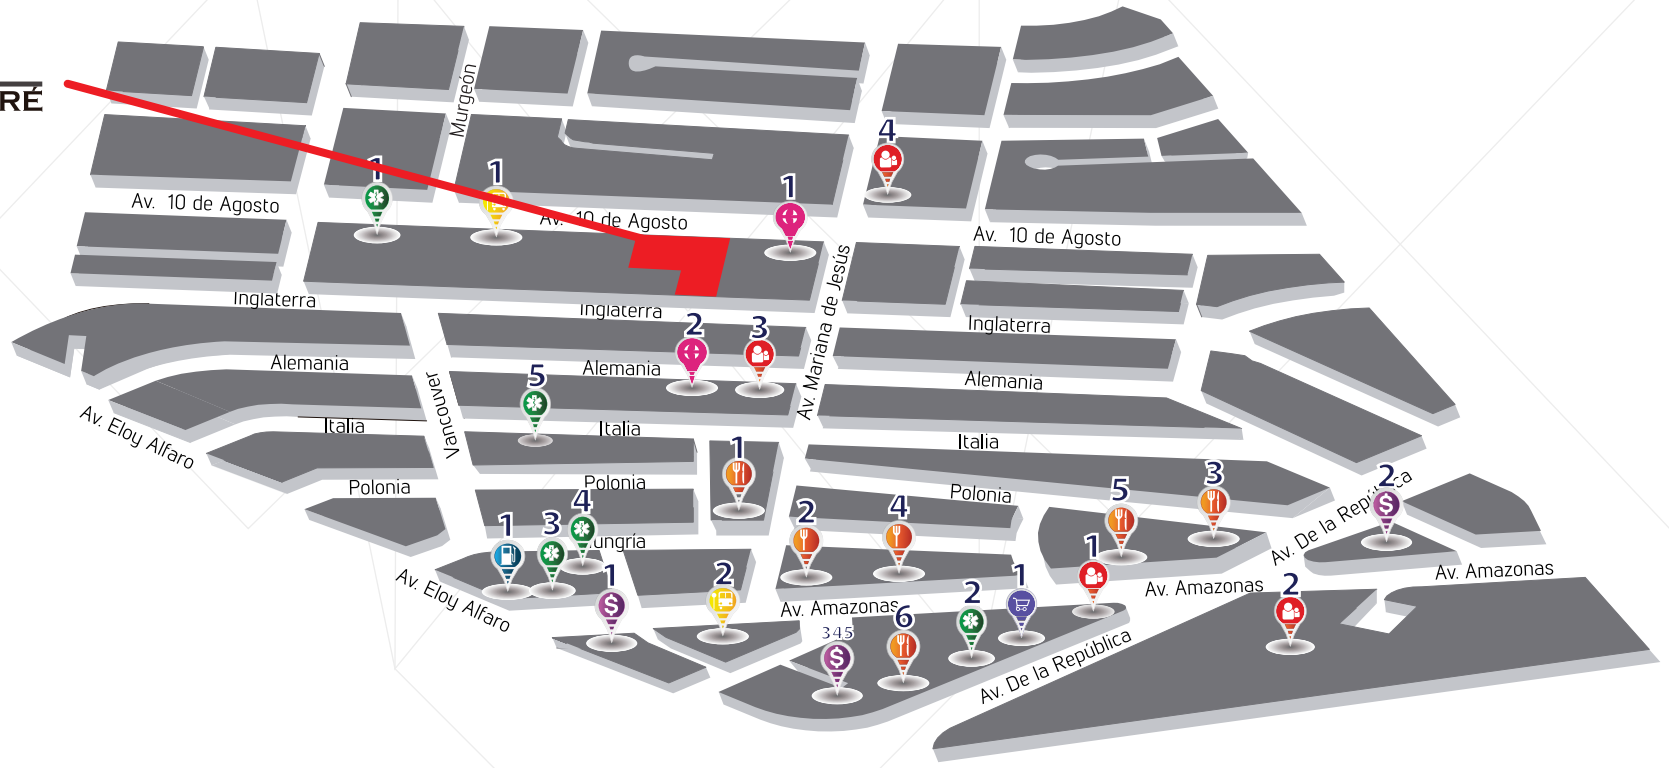 RÉ
Murgeón
4
1
1
1
Av. 10 de Agosto
Av. 10 de Agosto
Av. 10 de Agosto
Inglaterra
Inglaterra
Inglaterra
Av. Mariana de Jesús
2
3
Alemania
Alemania
Alemania
5
Vancouver
Av. Eloy Alfaro
Italia
Italia
Italia
1
Polonia
Polonia
Polonia
3
5
2
Av. De la República
4
1
3
2
4
ungría
1
Av. Eloy Alfaro
1
2
Av. Amazonas
Av. Amazonas
Av. Amazonas
345
6
2
1
2
Av. De la República